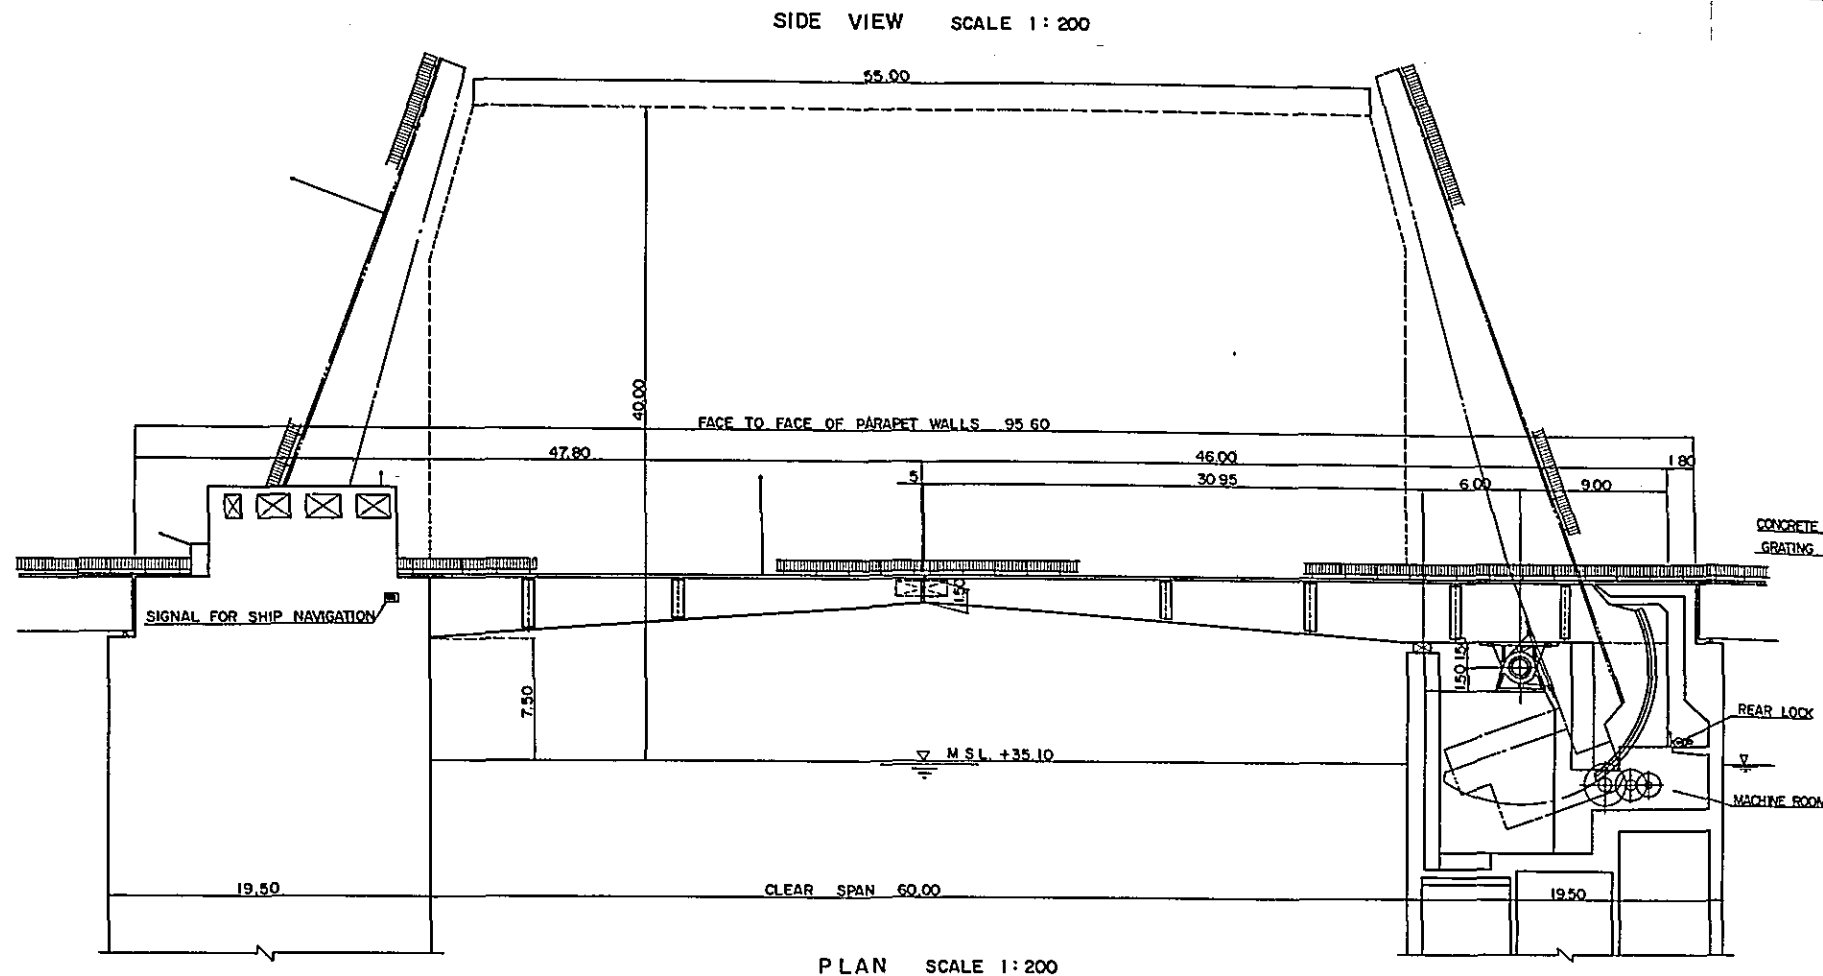 SIDE VIEW SCALE 1:200
55.00
40.00
FACE TO FACE OF PARAPET WALLS 95 60
47.80
46.00
1 80
5
30.95
6.00
9.00
CONCRETE
GRATING
1.50
SIGNAL FOR SHIP NAVIGATION
7.50
1.50
REAR LOCK
M S L. +35.10
MACHINE ROOM
19.50
CLEAR SPAN 60.00
19.50
PLAN SCALE 1:200